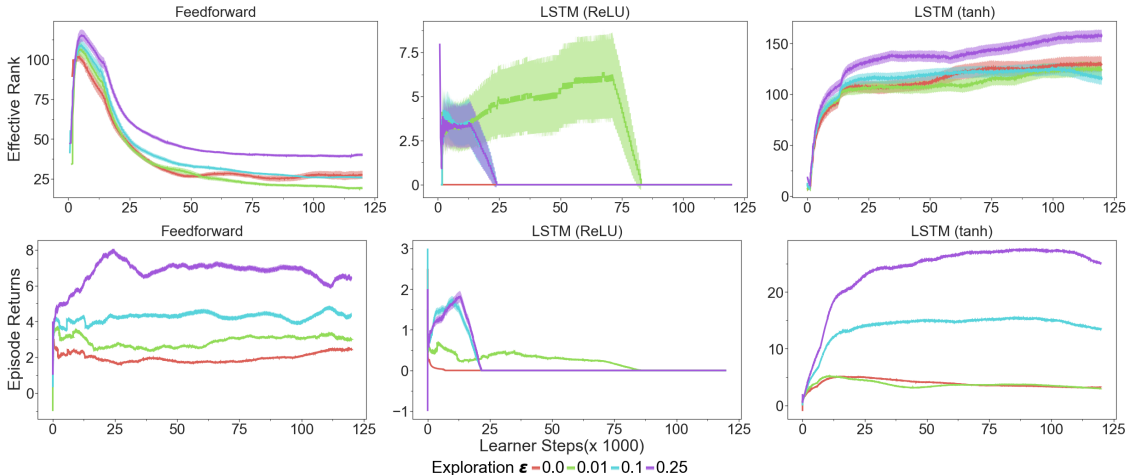 Feedforward
LSTM (ReLU)
LSTM (tanh)
Effective Rank
100
75
50
25
0 25 50 75 100 125
7.5
5.0
2.5
0
0 25 50 75 100 125
150
100
50
0
0 25 50 75 100 125
Feedforward
LSTM (ReLU)
LSTM (tanh)
Episode Returns
8
6
4
2
0
0 25 50 75 100 125
3
2
1
0
−1
0 25 50 75 100 125
20
10
0
0 25 50 75 100 125
Learner Steps(x 1000)
Exploration ε 0.0 0.01 0.1 0.25